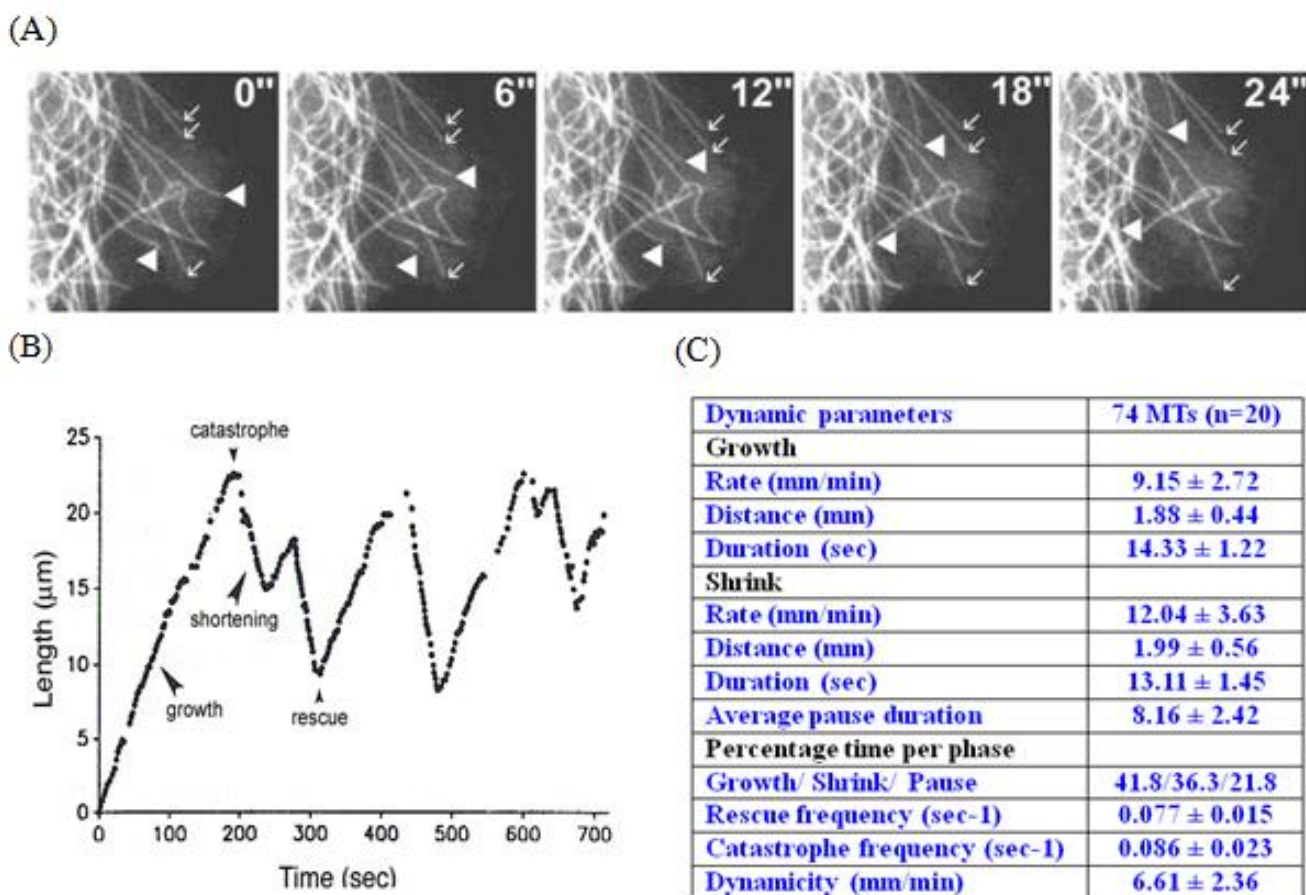 (A)
0" 6" 12" 18" 24"
(B)
25
20
15
10
5
0
Length (µm)
catastrophe
shortening
growth
rescue
0 100 200 300 400 500 600 700
Time (sec)
(C)
Dynamic parameters 74 MTs (n=20)
Growth
Rate (mm/min) 9.15 ± 2.72
Distance (mm) 1.88 ± 0.44
Duration (sec) 14.33 ± 1.22
Shrink
Rate (mm/min) 12.04 ± 3.63
Distance (mm) 1.99 ± 0.56
Duration (sec) 13.11 ± 1.45
Average pause duration 8.16 ± 2.42
Percentage time per phase
Growth/ Shrink/ Pause 41.8/36.3/21.8
Rescue frequency (sec-1) 0.077 ± 0.015
Catastrophe frequency (sec-1) 0.086 ± 0.023
Dynamicity (mm/min) 6.61 ± 2.36